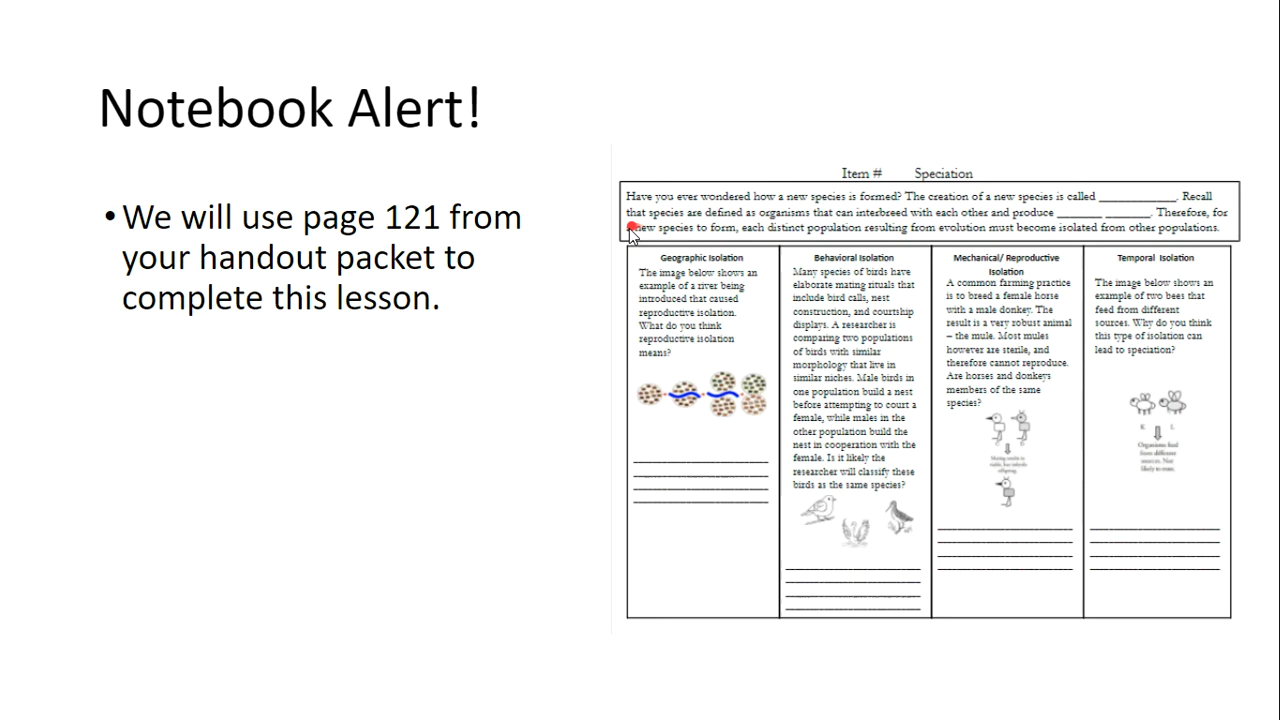 Notebook Alert!
• We will use page 121 from
your handout packet to
complete this lesson.
Item # Speciation
Have you ever wondered how a new species is formed? The creation of a new species is called ____________. Recall
that species are defined as organisms that can interbreed with each other and produce _______ _______. Therefore, for
new species to form, each distinct population resulting from evolution must become isolated from other populations.
Geographic Isolation
The image below shows an
example of a river being
introduced that caused
reproductive isolation.
What do you think
reproductive isolation
means?
Behavioral Isolation
Many species of birds have
elaborate mating rituals that
include bird calls, nest
construction, and courtship
displays. A researcher is
comparing two populations
of birds with similar
morphology that live in
similar niches. Male birds in
one population build a nest
before attempting to court a
female, while males in the
other population build the
nest in cooperation with the
female. Is it likely the
researcher will classify these
birds as the same species?
Mechanical/ Reproductive
Isolation
A common farming practice
is to breed a female horse
with a male donkey. The
result is a very robust animal
– the mule. Most mules
however are sterile, and
therefore cannot reproduce.
Are horses and donkeys
members of the same
species?
Temporal Isolation
The image below shows an
example of two bees that
feed from different
sources. Why do you think
this type of isolation can
lead to speciation?
K L
Organisms feed
from different
sources. Not
likely to mate.